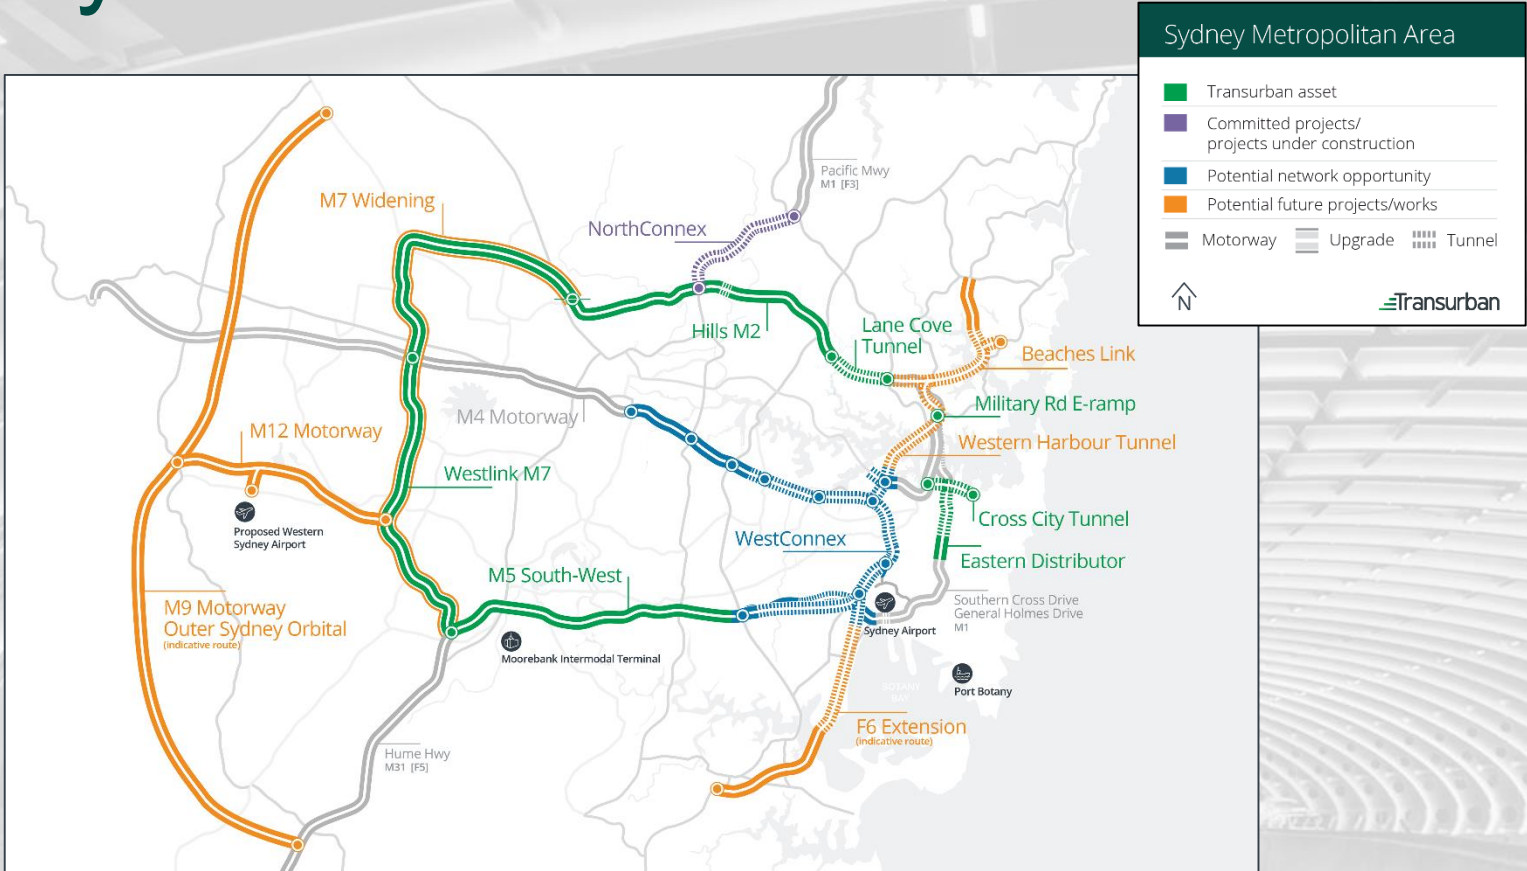 Sydney Metropolitan Area
Transurban asset
Committed projects/
projects under construction
Potential network opportunity
Potential future projects/works
Motorway
Upgrade
Tunnel
N
Transurban
Pacific Mwy
M1 [F3]
M7 Widening
NorthConnex
Hills M2
Lane Cove
Tunnel
Beaches Link
Military Rd E-ramp
M4 Motorway
M12 Motorway
Western Harbour Tunnel
Westlink M7
Proposed Western
Sydney Airport
Cross City Tunnel
WestConnex
Eastern Distributor
M5 South-West
M9 Motorway
Outer Sydney Orbital
(indicative route)
Southern Cross Drive
General Holmes Drive
M1
Sydney Airport
Moorebank Intermodal Terminal
BOTANY
BAY
Port Botany
F6 Extension
(indicative route)
Hume Hwy
M31 [F5]